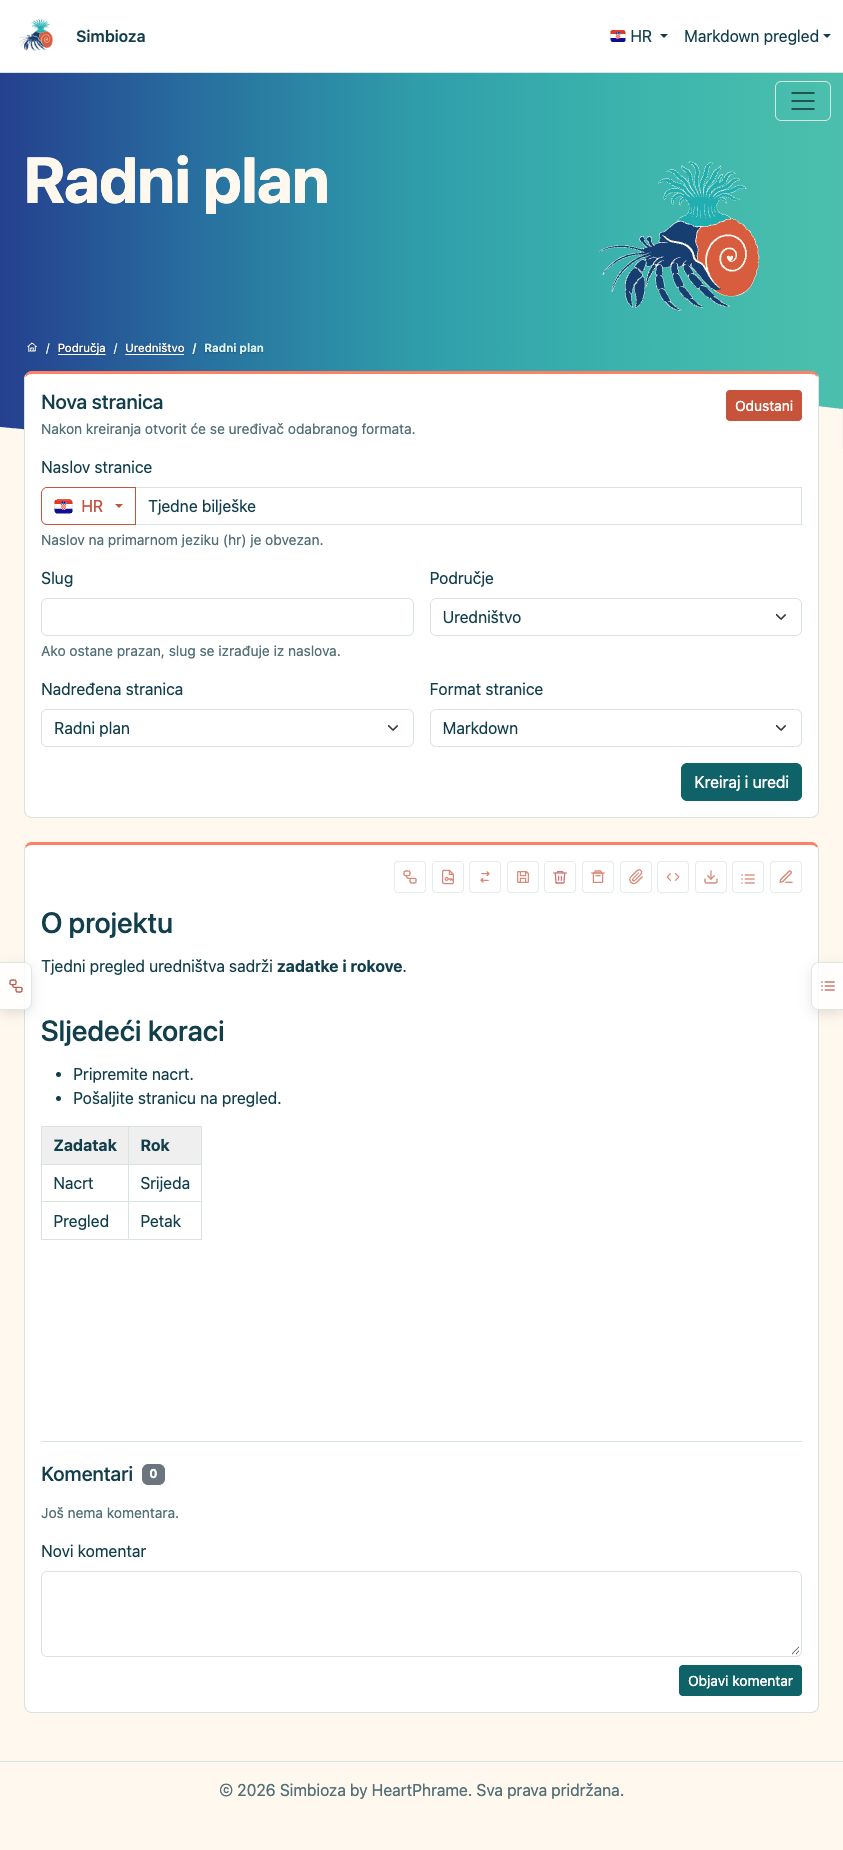 Simbioza
HR
Markdown pregled
Radni plan
/ Područja / Uredništvo / Radni plan
Nova stranica
Odustani
Nakon kreiranja otvorit će se uređivač odabranog formata.
Naslov stranice
HR
Tjedne bilješke
Naslov na primarnom jeziku (hr) je obvezan.
Slug
Područje
Uredništvo
Ako ostane prazan, slug se izrađuje iz naslova.
Nadređena stranica
Format stranice
Radni plan
Markdown
Kreiraj i uredi
O projektu
Tjedni pregled uredništva sadrži zadatke i rokove.
Sljedeći koraci
• Pripremite nacrt.
• Pošaljite stranicu na pregled.
Zadatak Rok
Nacrt Srijeda
Pregled Petak
Komentari 0
Još nema komentara.
Novi komentar
Objavi komentar
© 2026 Simbioza by HeartPhrame. Sva prava pridržana.